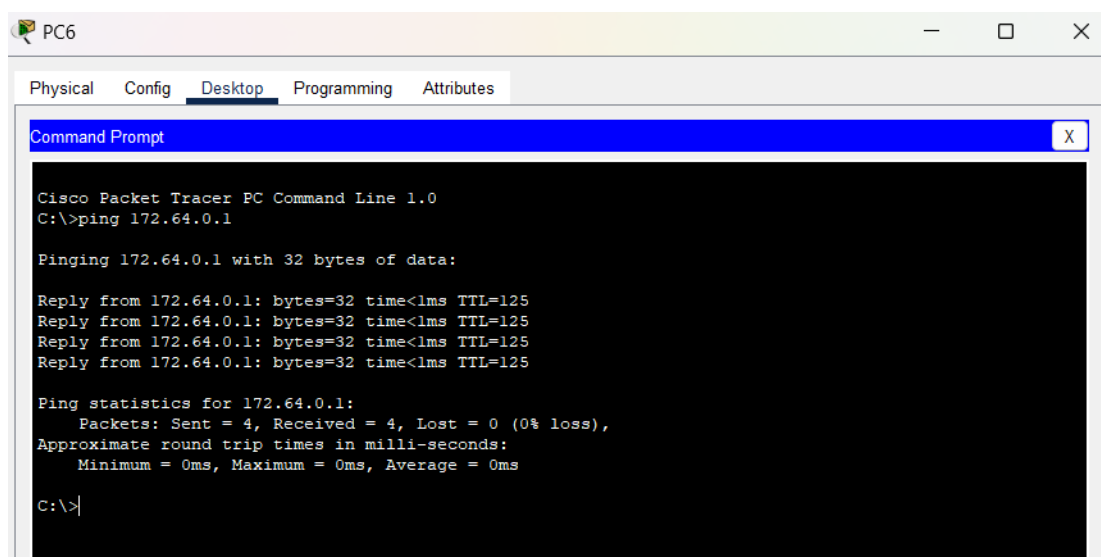 PC6
Physical Config Desktop Programming Attributes
Command Prompt
X
Cisco Packet Tracer PC Command Line 1.0
C:\>ping 172.64.0.1
Pinging 172.64.0.1 with 32 bytes of data:
Reply from 172.64.0.1: bytes=32 time<1ms TTL=125
Reply from 172.64.0.1: bytes=32 time<1ms TTL=125
Reply from 172.64.0.1: bytes=32 time<1ms TTL=125
Reply from 172.64.0.1: bytes=32 time<1ms TTL=125
Ping statistics for 172.64.0.1:
Packets: Sent = 4, Received = 4, Lost = 0 (0% loss),
Approximate round trip times in milli-seconds:
Minimum = 0ms, Maximum = 0ms, Average = 0ms
C:\>